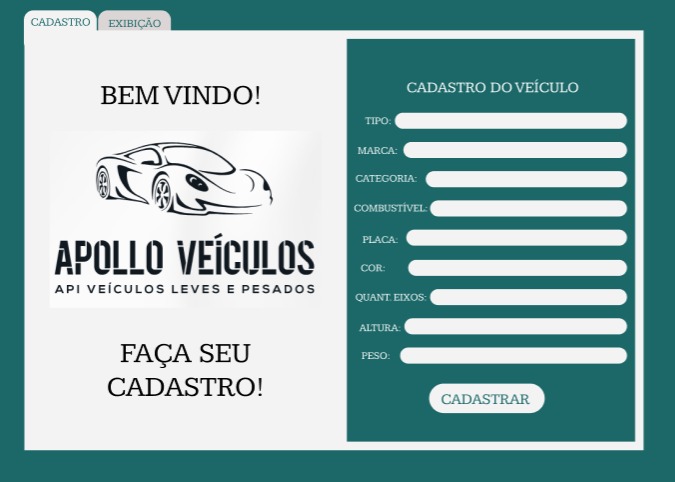 CADASTRO
EXIBIÇÃO
BEM VINDO!
APOLLO VEÍCULOS
API VEÍCULOS LEVES E PESADOS
FAÇA SEU
CADASTRO!
CADASTRO DO VEÍCULO
TIPO:
MARCA:
CATEGORIA:
COMBUSTÍVEL:
PLACA:
COR:
QUANT. EIXOS:
ALTURA:
PESO:
CADASTRAR